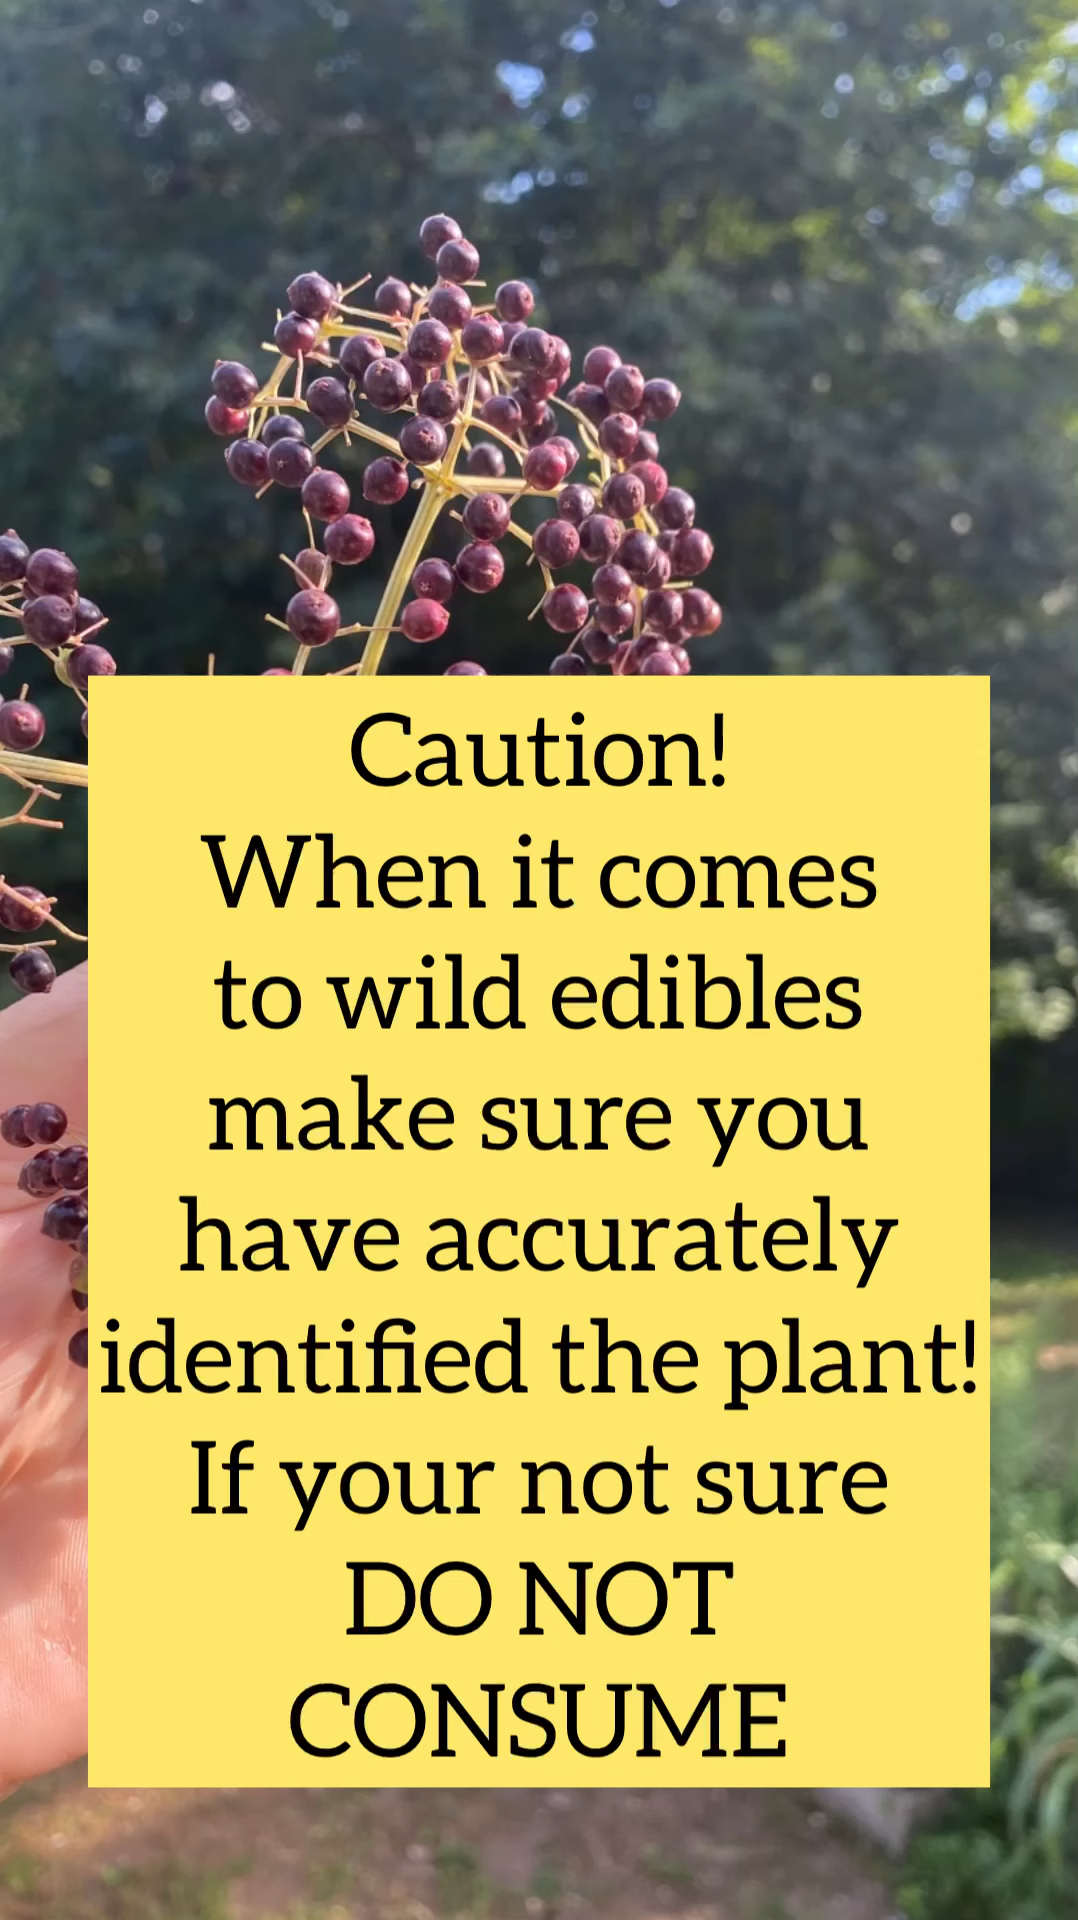 Caution!
When it comes
to wild edibles
make sure you
have accurately
identified the plant!
If your not sure
DO NOT
CONSUME